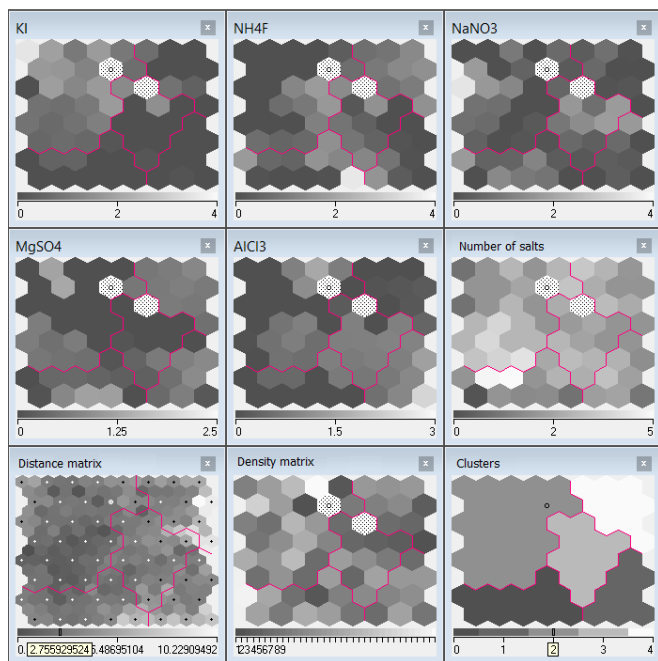 KI x NH4F x NaNO3 x
0 2 4 0 2 4 0 2 4
MgSO4 x AlCl3 x Number of salts x
0 1.25 2.5 0 1.5 3 0 2 5
Distance matrix x Density matrix x Clusters x
0. 2.755929524 5.48695104 10.22909492 123456789 0 1 2 3 4